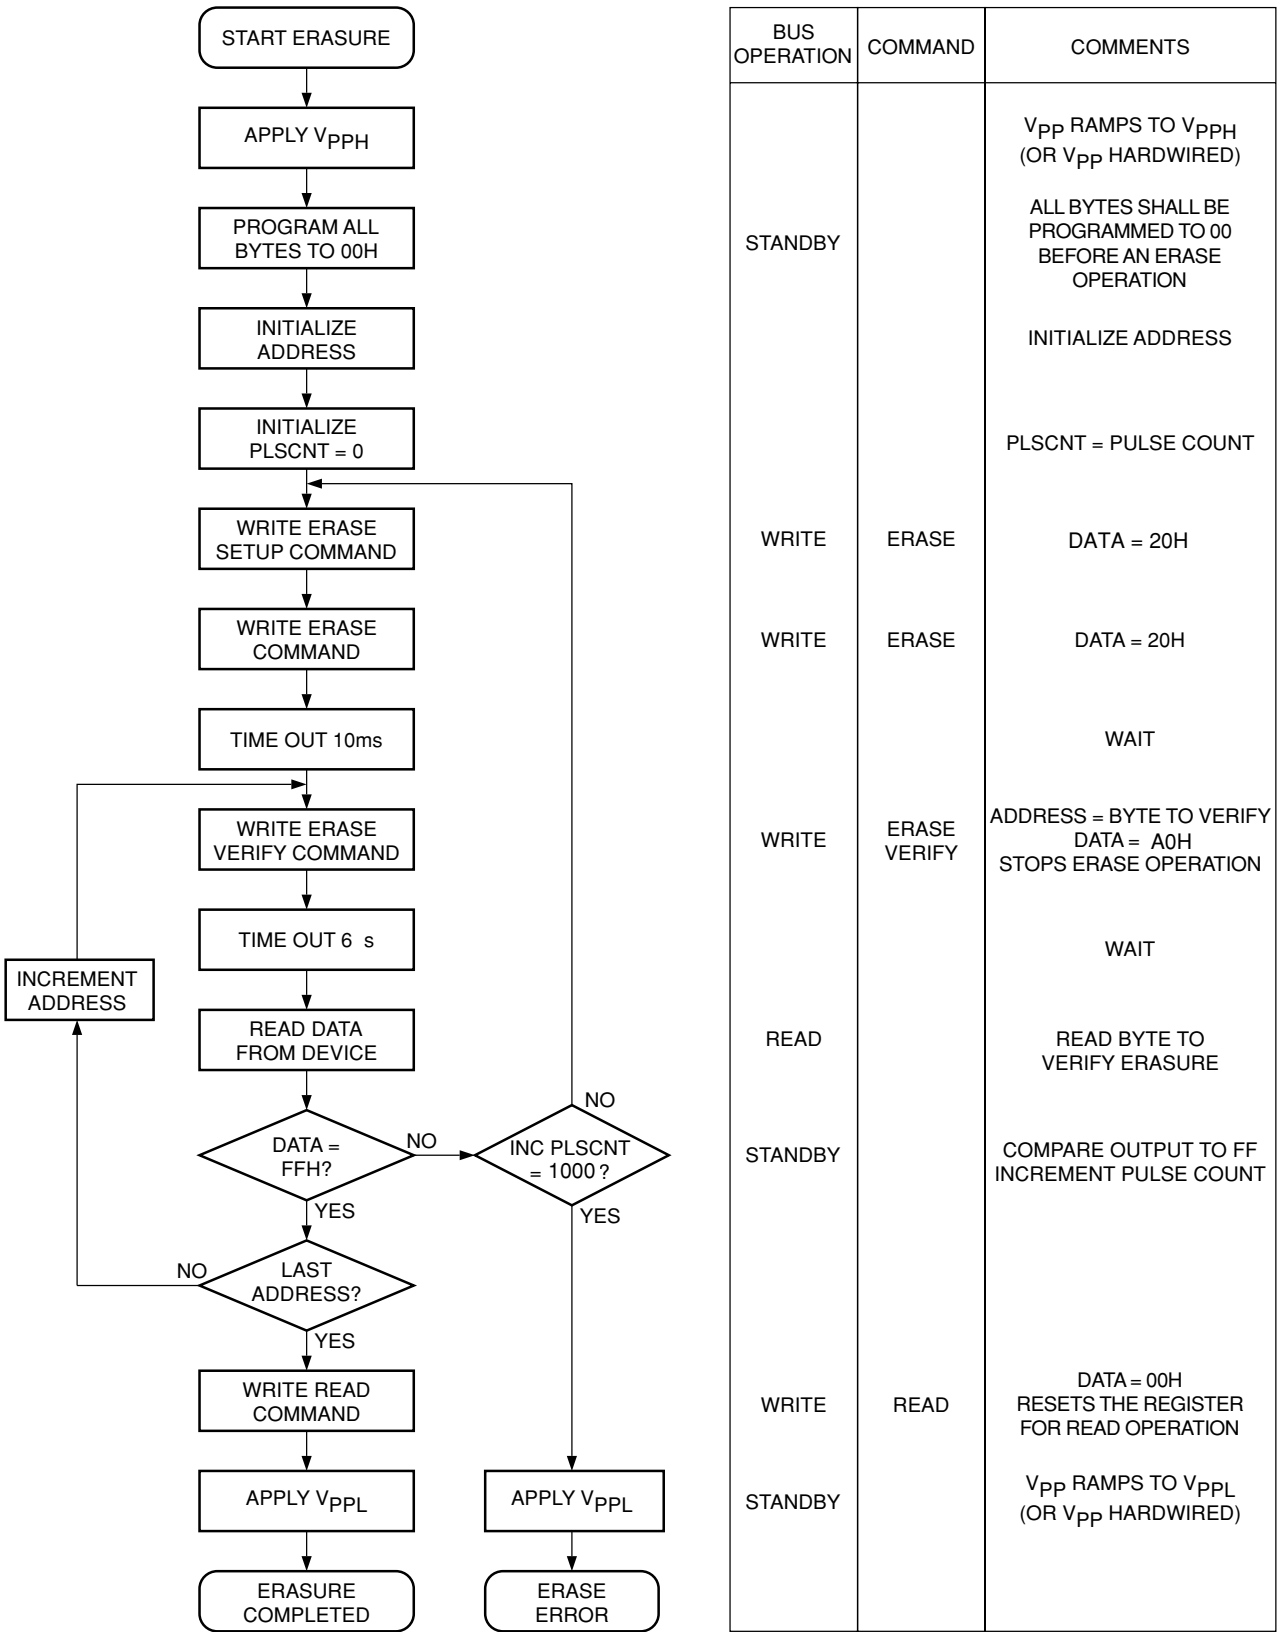 START ERASURE
APPLY VPPH
PROGRAM ALL
BYTES TO 00H
INITIALIZE
ADDRESS
INITIALIZE
PLSCNT = 0
WRITE ERASE
SETUP COMMAND
WRITE ERASE
COMMAND
TIME OUT 10ms
WRITE ERASE
VERIFY COMMAND
TIME OUT 6 s
INCREMENT
ADDRESS
READ DATA
FROM DEVICE
DATA =
FFH?
NO
INC PLSCNT
= 1000 ?
NO
YES
YES
LAST
ADDRESS?
NO
YES
WRITE READ
COMMAND
APPLY VPPL
APPLY VPPL
ERASURE
COMPLETED
ERASE
ERROR
BUS
OPERATION
COMMAND
COMMENTS
VPP RAMPS TO VPPH
(OR VPP HARDWIRED)
STANDBY
ALL BYTES SHALL BE
PROGRAMMED TO 00
BEFORE AN ERASE
OPERATION
INITIALIZE ADDRESS
PLSCNT = PULSE COUNT
WRITE
ERASE
DATA = 20H
WRITE
ERASE
DATA = 20H
WAIT
WRITE
ERASE
VERIFY
ADDRESS = BYTE TO VERIFY
DATA = A0H
STOPS ERASE OPERATION
WAIT
READ
READ BYTE TO
VERIFY ERASURE
STANDBY
COMPARE OUTPUT TO FF
INCREMENT PULSE COUNT
WRITE
READ
DATA = 00H
RESETS THE REGISTER
FOR READ OPERATION
STANDBY
VPP RAMPS TO VPPL
(OR VPP HARDWIRED)